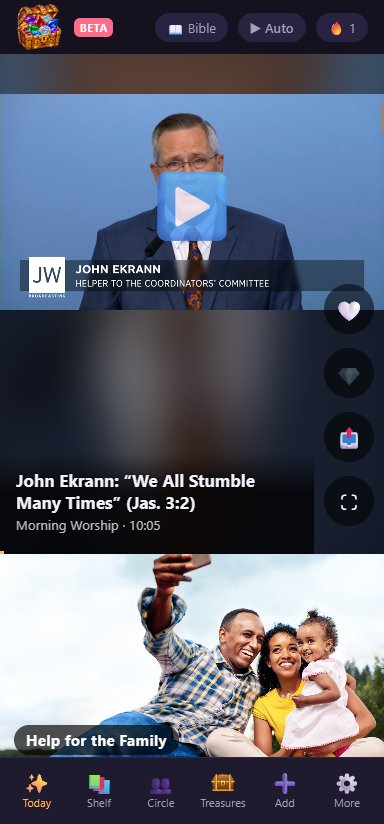 BETA
Bible
Auto
1
JW
BROADCASTING
JOHN EKRANN
HELPER TO THE COORDINATORS' COMMITTEE
John Ekrann: “We All Stumble
Many Times” (Jas. 3:2)
Morning Worship · 10:05
Help for the Family
Today
Shelf
Circle
Treasures
Add
More